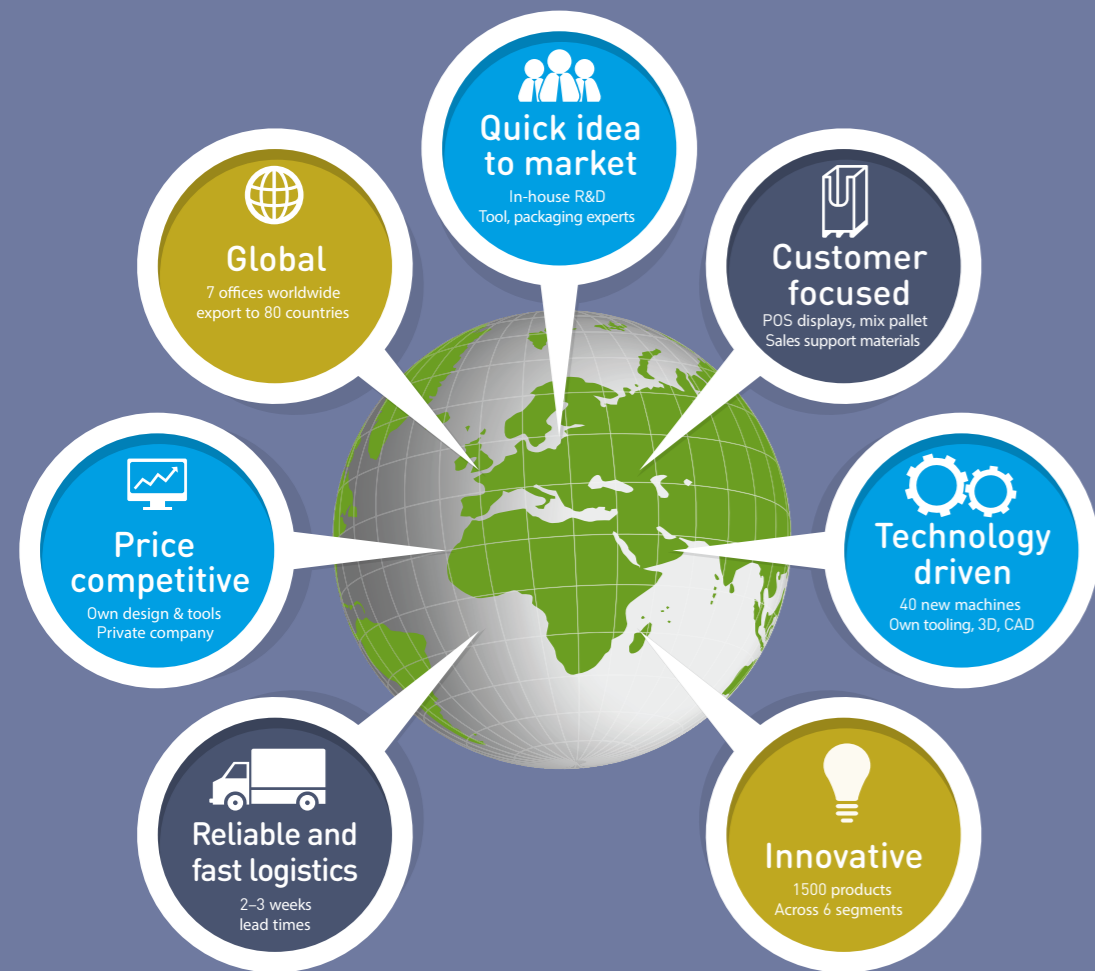 Quick idea
to market
In-house R&D
Tool, packaging experts
Global
7 offices worldwide
export to 80 countries
Customer
focused
POS displays, mix pallet
Sales support materials
Price
competitive
Own design & tools
Private company
Technology
driven
40 new machines
Own tooling, 3D, CAD
Reliable and
fast logistics
2–3 weeks
lead times
Innovative
1500 products
Across 6 segments